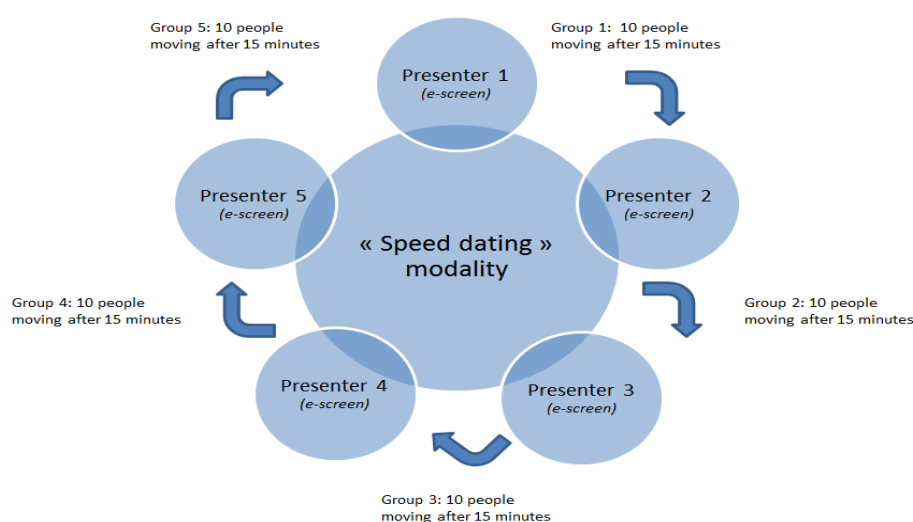 Group 5: 10 people
moving after 15 minutes
Group 1:  10 people
moving after 15 minutes
Presenter 1
(e-screen)
Presenter 5
(e-screen)
Presenter 2
(e-screen)
« Speed dating »
modality
Group 4: 10 people
moving after 15 minutes
Group 2: 10 people
moving after 15 minutes
Presenter 4
(e-screen)
Presenter 3
(e-screen)
Group 3: 10 people
moving after 15 minutes